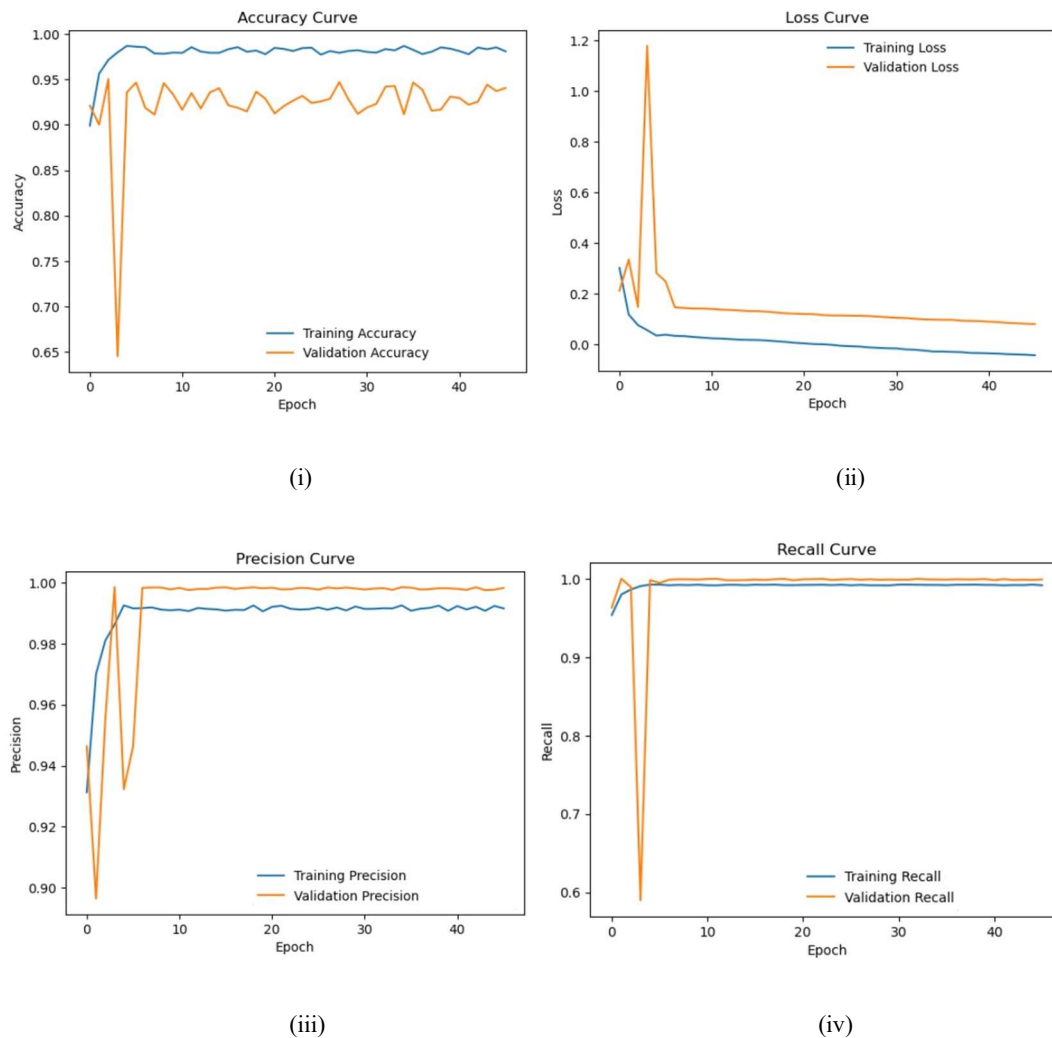 Accuracy Curve
1.00
0.95
0.90
0.85
0.80
0.75
0.70
0.65
Accuracy
Training Accuracy
Validation Accuracy
0 10 20 30 40
Epoch
(i)
Loss Curve
1.2
1.0
0.8
0.6
0.4
0.2
0.0
Loss
Training Loss
Validation Loss
0 10 20 30 40
Epoch
(ii)
Precision Curve
1.00
0.98
0.96
0.94
0.92
0.90
Precision
Training Precision
Validation Precision
0 10 20 30 40
Epoch
(iii)
Recall Curve
1.0
0.9
0.8
0.7
0.6
Recall
Training Recall
Validation Recall
0 10 20 30 40
Epoch
(iv)